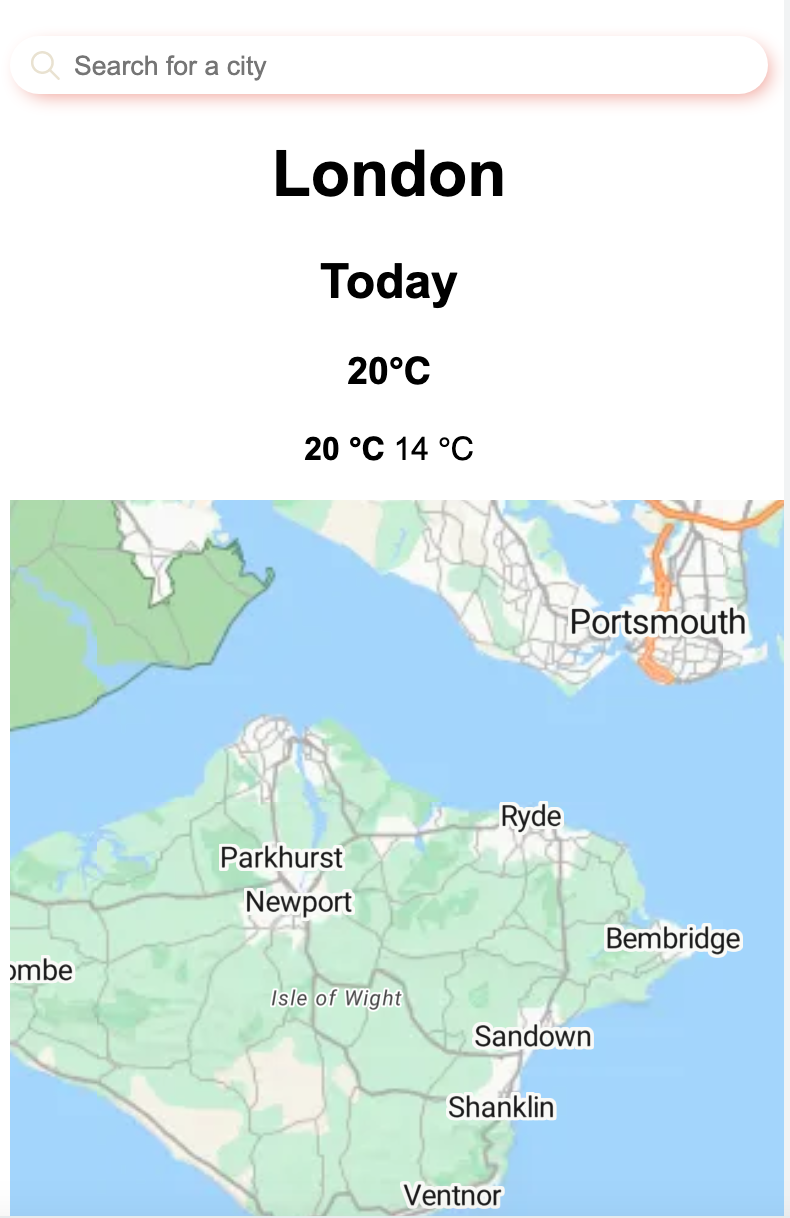 Search for a city
London
Today
20°C
20 °C 14 °C
Portsmouth
Ryde
Parkhurst
Newport
Bembridge
ombe
Isle of Wight
Sandown
Shanklin
Ventnor